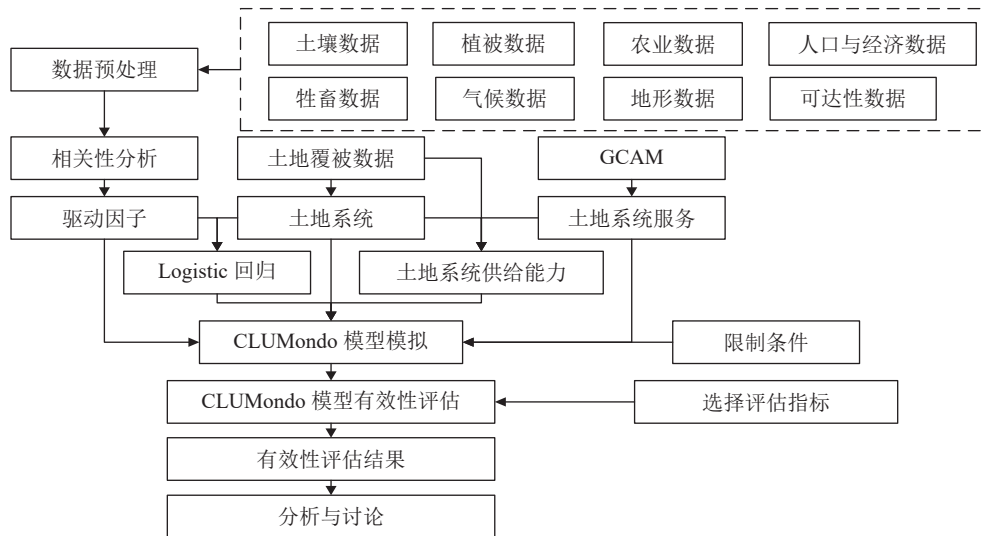 土壤数据
植被数据
农业数据
人口与经济数据
数据预处理
牲畜数据
气候数据
地形数据
可达性数据
相关性分析
土地覆被数据
GCAM
驱动因子
土地系统
土地系统服务
Logistic 回归
土地系统供给能力
CLUMondo 模型模拟
限制条件
CLUMondo 模型有效性评估
选择评估指标
有效性评估结果
分析与讨论